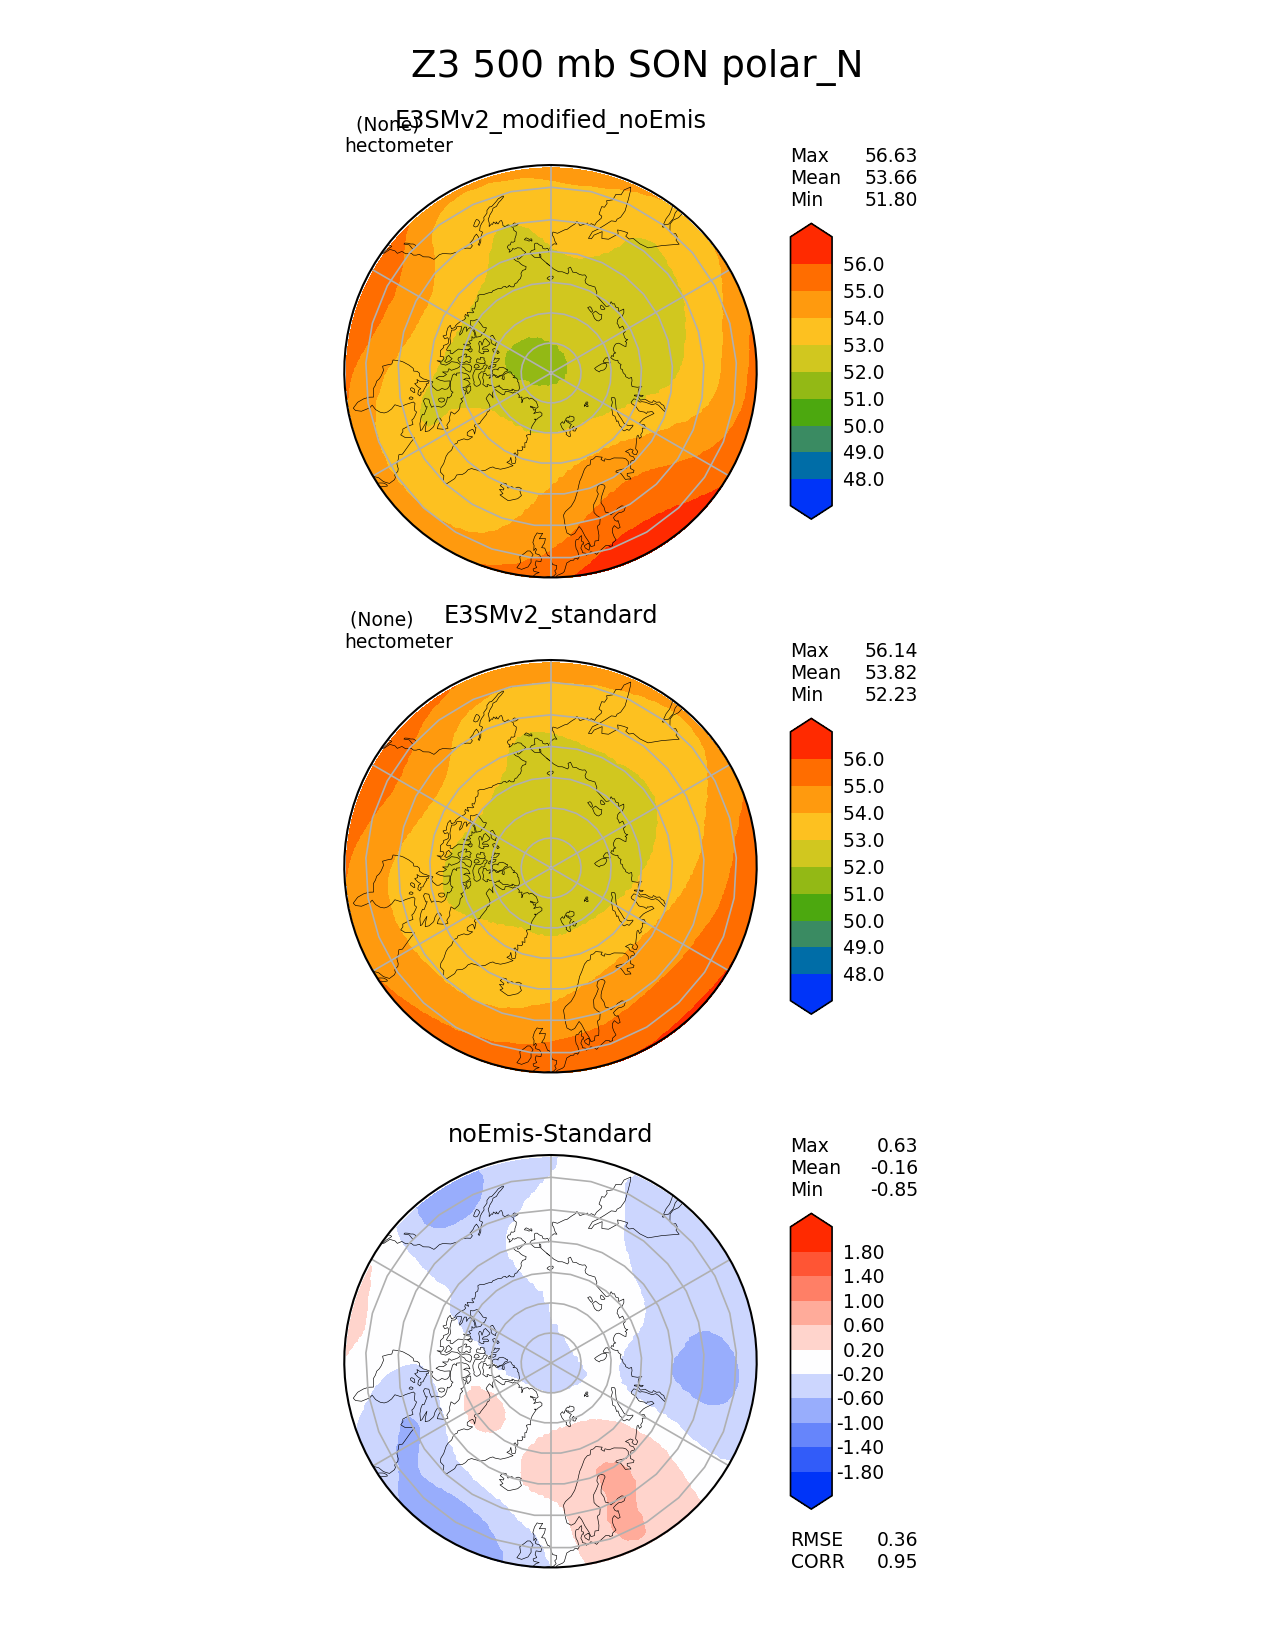 Z3 500 mb SON polar_N
E3SMv2_modified_noEmis
(None)
hectometer
Max 56.63
Mean 53.66
Min 51.80
56.0
55.0
54.0
53.0
52.0
51.0
50.0
49.0
48.0
E3SMv2_standard
(None)
hectometer
Max 56.14
Mean 53.82
Min 52.23
56.0
55.0
54.0
53.0
52.0
51.0
50.0
49.0
48.0
noEmis-Standard
Max 0.63
Mean -0.16
Min -0.85
1.80
1.40
1.00
0.60
0.20
-0.20
-0.60
-1.00
-1.40
-1.80
RMSE 0.36
CORR 0.95